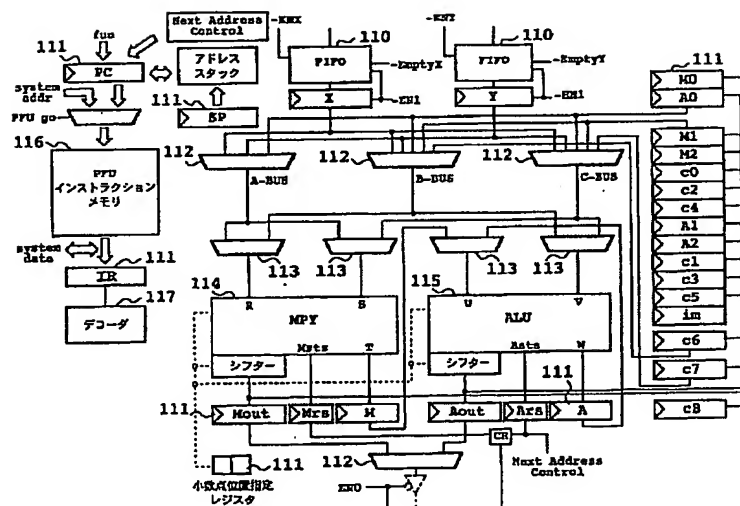 Next Address
Control
fun
111
PC
アドレス
スタック
system
addr
PFU go
111
SP
116
PFU
インストラクション
メモリ
system
data
111
IR
117
デコーダ
-ENX
110
FIFO
-EmptyX
X
-EN1
-ENY
110
FIFO
-EmptyY
Y
-EN1
112
A-BUS
112
B-BUS
112
C-BUS
113
113
113
113
114
R
S
MPY
Msts
T
シフター
115
U
V
ALU
Asts
W
シフター
111
Mout
Mrs
M
Aout
Ars
A
111
112
CR
Next Address
Control
111
小数点位置指定
レジスタ
ENO
111
M0
A0
M1
M2
c0
c2
c4
A1
A2
c1
c3
c5
im
c6
c7
c8